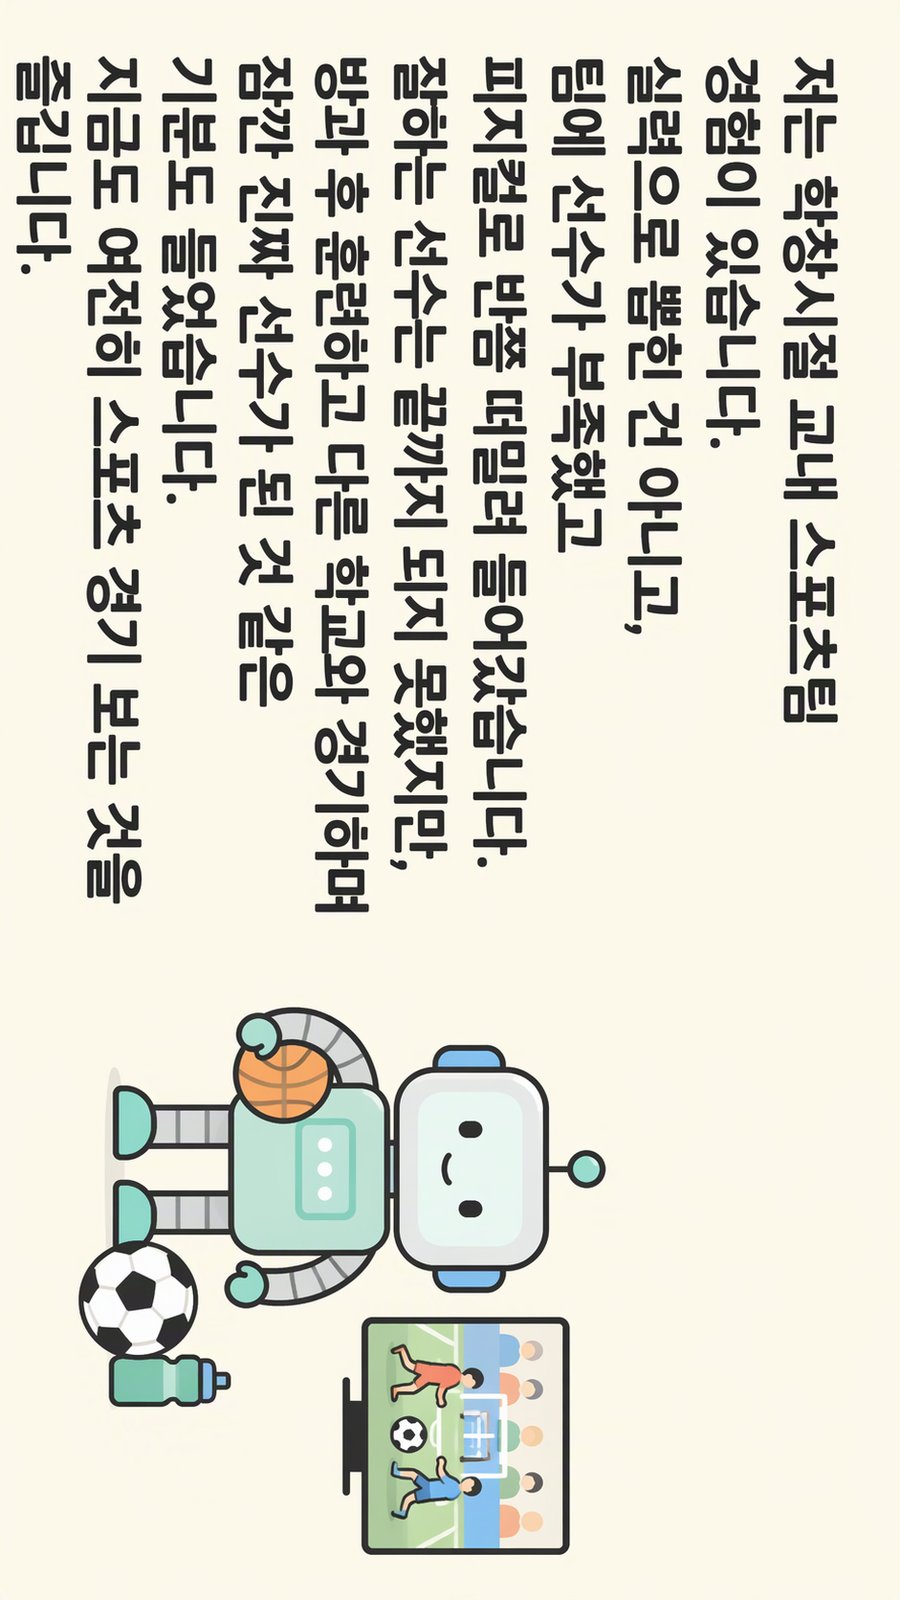 저는 학창시절 교내 스포츠팀
경험이 있습니다.
실력으로 뽑힌 건 아니고,
팀에 선수가 부족했고
피지컬로 반쯤 떠밀려 들어갔습니다.
잘하는 선수는 끝까지 되지 못했지만,
방과 후 훈련하고 다른 학교와 경기하며
잠깐 진짜 선수가 된 것 같은
기분도 들었습니다.
지금도 여전히 스포츠 경기 보는 것을
즐깁니다.